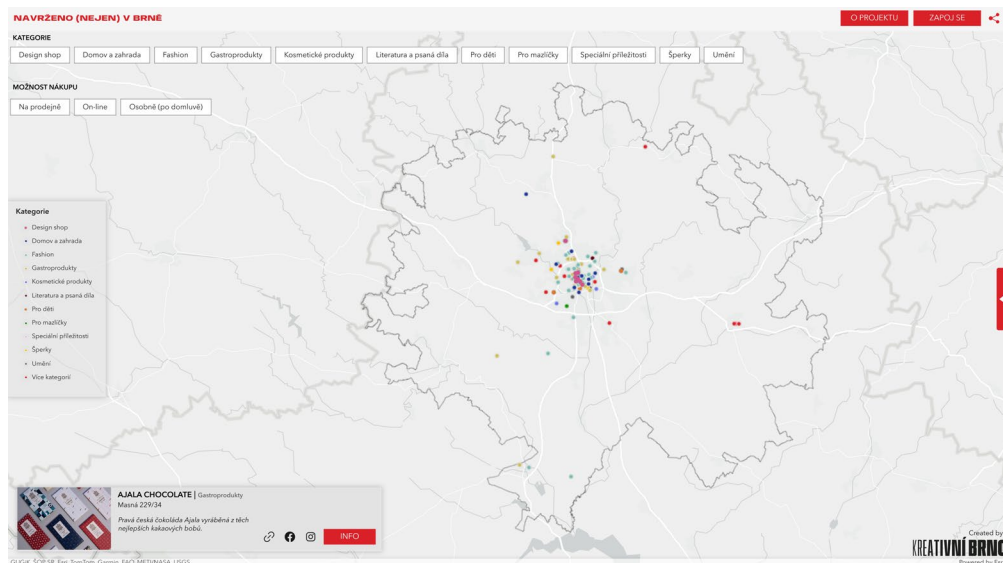 NAVRŽENO (NEJEN) V BRNĚ
O PROJEKTU
ZAPOJ SE
KATEGORIE
Design shop
Domov a zahrada
Fashion
Gastroprodukty
Kosmetické produkty
Literatura a psaná díla
Pro děti
Pro mazlíčky
Speciální příležitosti
Šperky
Umění
MOŽNOST NÁKUPU
Na prodejně
On-line
Osobně (po domluvě)
Kategorie
Design shop
Domov a zahrada
Fashion
Gastroprodukty
Kosmetické produkty
Literatura a psaná díla
Pro děti
Pro mazlíčky
Speciální příležitosti
Šperky
Umění
Více kategorií
AJALA CHOCOLATE | Gastroprodukty
Masná 229/34
Pravá česká čokoláda Ajala vyráběná z těch
nejlepších kakaových bobů.
INFO
Created by
KREATIVNÍ BRNO
Powered by Esri